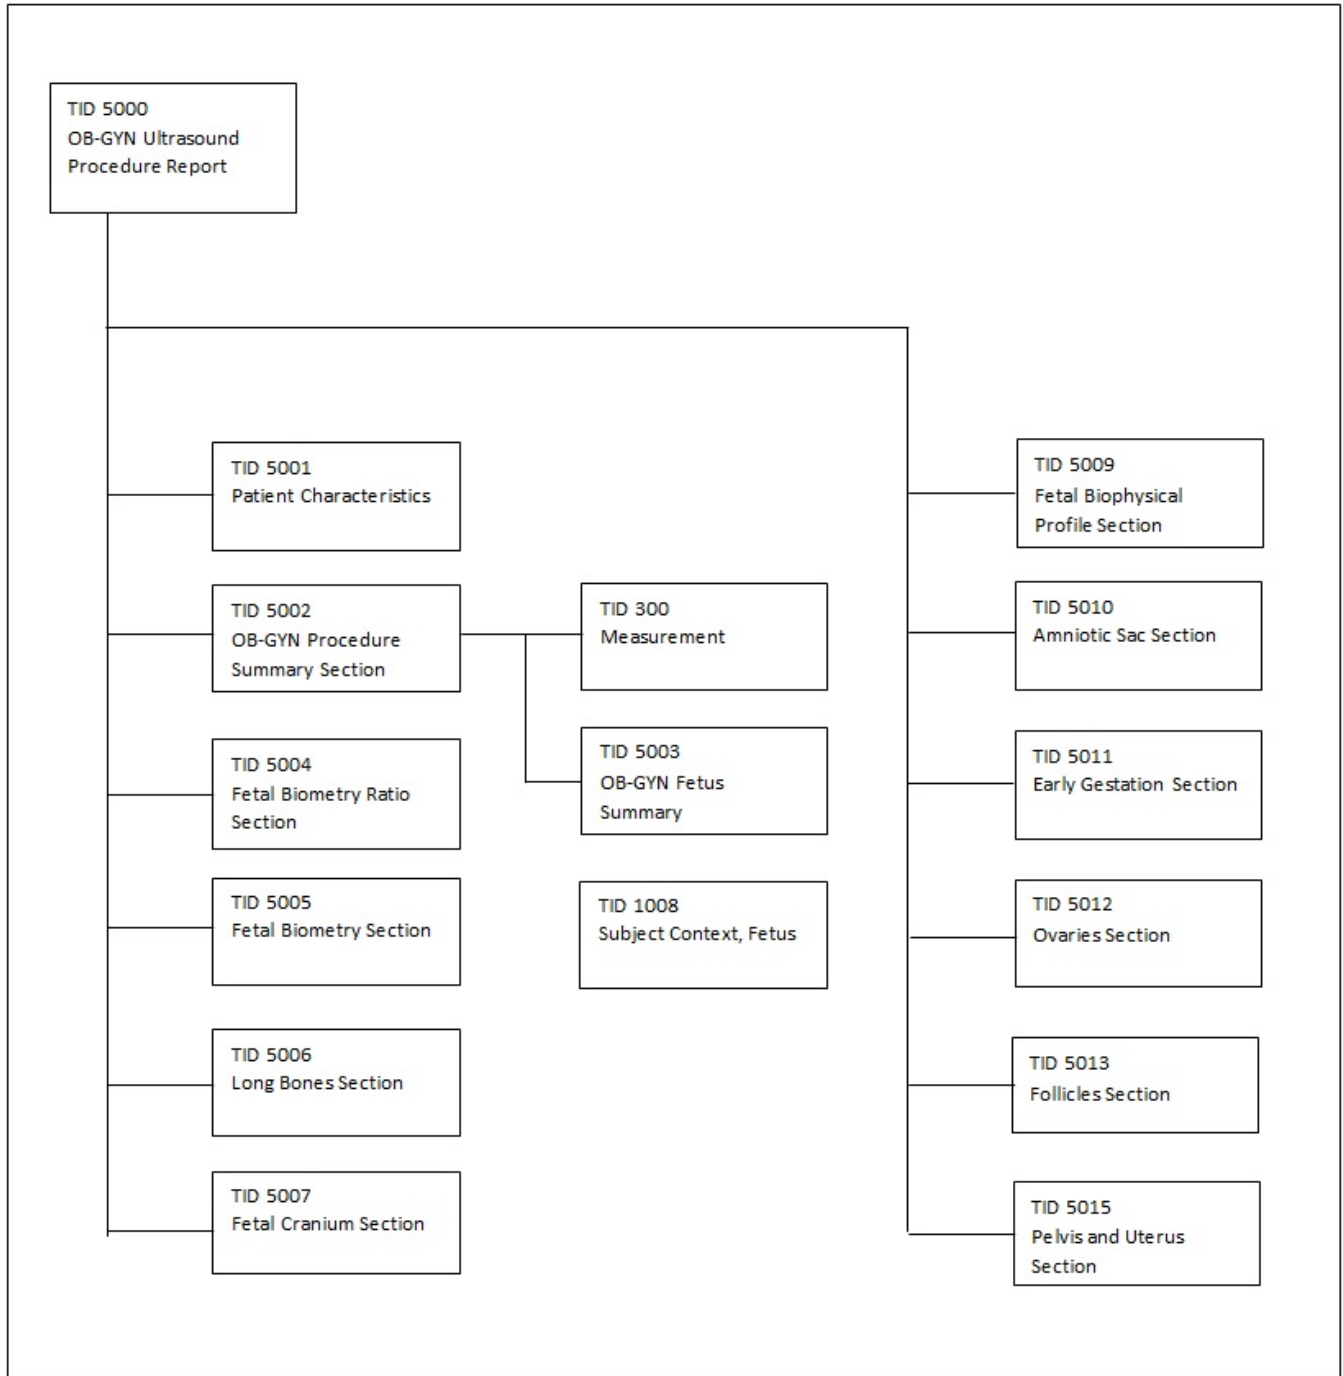 TID 5000
OB-GYN Ultrasound
Procedure Report
TID 5001
Patient Characteristics
TID 5002
OB-GYN Procedure
Summary Section
TID 300
Measurement
TID 5003
OB-GYN Fetus
Summary
TID 5004
Fetal Biometry Ratio
Section
TID 5005
Fetal Biometry Section
TID 1008
Subject Context, Fetus
TID 5006
Long Bones Section
TID 5007
Fetal Cranium Section
TID 5009
Fetal Biophysical
Profile Section
TID 5010
Amniotic Sac Section
TID 5011
Early Gestation Section
TID 5012
Ovaries Section
TID 5013
Follicles Section
TID 5015
Pelvis and Uterus
Section